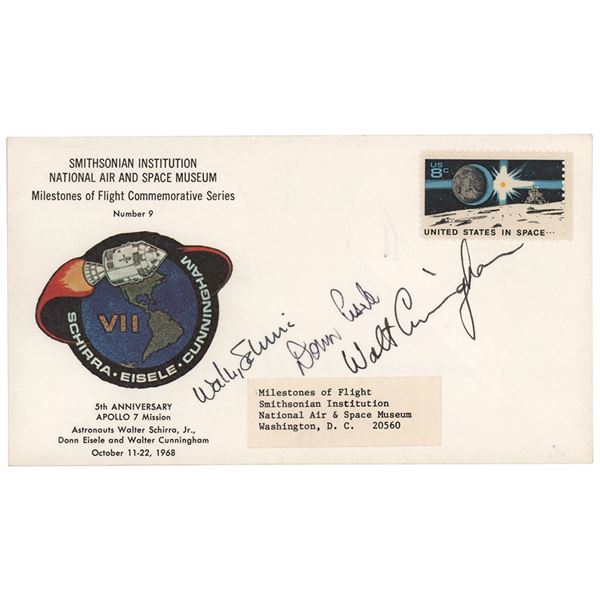 SMITHSONIAN INSTITUTION
NATIONAL AIR AND SPACE MUSEUM
Milestones of Flight Commemorative Series
Number 9
VII
SCHIRRA · EISELE · CUNNINGHAM
5th ANNIVERSARY
APOLLO 7 Mission
Astronauts Walter Schirra, Jr.,
Donn Eisele and Walter Cunningham
October 11-22, 1968
US
8c
UNITED STATES IN SPACE...
Wally Schirra
Donn Eisele
Walt Cunningham
Milestones of Flight
Smithsonian Institution
National Air & Space Museum
Washington, D. C. 20560